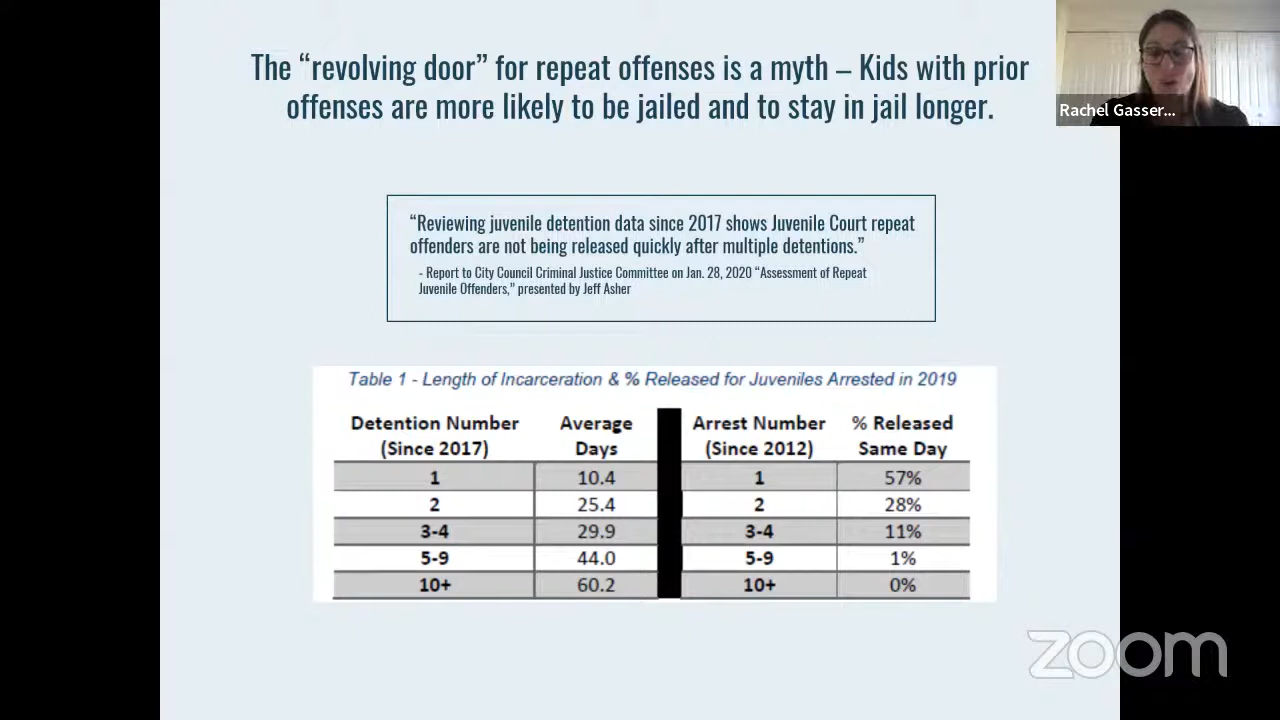 The “revolving door” for repeat offenses is a myth – Kids with prior
offenses are more likely to be jailed and to stay in jail longer.
Rachel Gasser...
“Reviewing juvenile detention data since 2017 shows Juvenile Court repeat
offenders are not being released quickly after multiple detentions.”
- Report to City Council Criminal Justice Committee on Jan. 28, 2020 “Assessment of Repeat
Juvenile Offenders,” presented by Jeff Asher
Table 1 - Length of Incarceration & % Released for Juveniles Arrested in 2019
Detention Number Average Arrest Number % Released
(Since 2017) Days (Since 2012) Same Day
1 10.4 1 57%
2 25.4 2 28%
3-4 29.9 3-4 11%
5-9 44.0 5-9 1%
10+ 60.2 10+ 0%
zoom